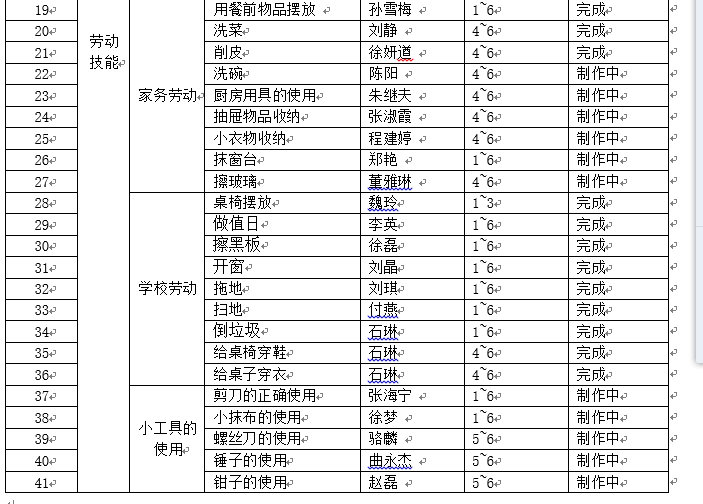 劳动技能
19 家务劳动 用餐前物品摆放 孙雪梅 1~6 完成
20 洗菜 刘静 4~6 完成
21 削皮 徐妍道 4~6 完成
22 洗碗 陈阳 4~6 制作中
23 厨房用具的使用 朱继夫 4~6 制作中
24 抽屉物品收纳 张淑霞 4~6 制作中
25 小衣物收纳 程建婷 4~6 制作中
26 抹窗台 郑艳 1~6 制作中
27 擦玻璃 董雅琳 4~6 制作中
28 学校劳动 桌椅摆放 魏玲 1~3 完成
29 做值日 李英 1~6 完成
30 擦黑板 徐磊 1~6 完成
31 开窗 刘晶 1~6 完成
32 拖地 刘琪 1~6 完成
33 扫地 付燕 1~6 完成
34 倒垃圾 石琳 1~6 完成
35 给桌椅穿鞋 石琳 4~6 完成
36 给桌子穿衣 石琳 4~6 完成
37 小工具的使用 剪刀的正确使用 张海宁 1~6 制作中
38 小抹布的使用 徐梦 1~6 制作中
39 螺丝刀的使用 骆麟 5~6 制作中
40 锤子的使用 曲永杰 5~6 制作中
41 钳子的使用 赵磊 5~6 制作中